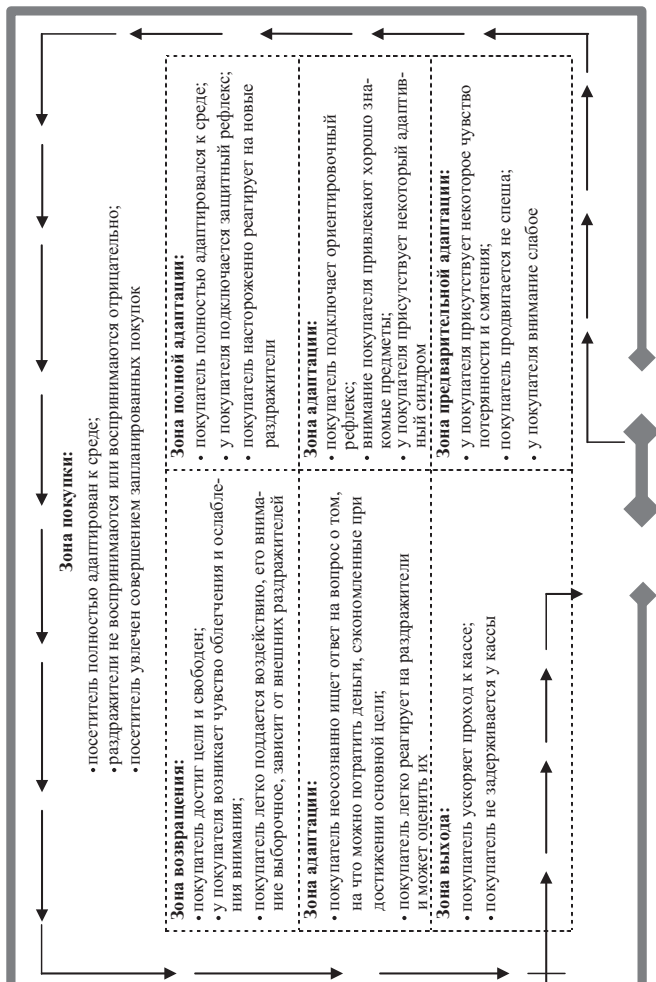 Зона покупки:
• посетитель полностью адаптирован к среде;
• раздражители не воспринимаются или воспринимаются отрицательно;
• посетитель увлечен совершением запланированных покупок
Зона возвращения:
• покупатель достиг цели и свободен;
• у покупателя возникает чувство облегчения и ослабле-
ния внимания;
• покупатель легко поддается воздействию, его внима-
ние выборочное, зависит от внешних раздражителей
Зона полной адаптации:
• покупатель полностью адаптировался к среде;
• у покупателя подключается защитный рефлекс;
• покупатель настороженно реагирует на новые
раздражители
Зона адаптации:
• покупатель неосознанно ищет ответ на вопрос о том,
на что можно потратить деньги, сэкономленные при
достижении основной цели;
• покупатель легко реагирует на раздражители
и может оценить их
Зона адаптации:
• покупатель подключает ориентировочный
рефлекс;
• внимание покупателя привлекают хорошо зна-
комые предметы;
• у покупателя присутствует некоторый адаптив-
ный синдром
Зона выхода:
• покупатель ускоряет проход к кассе;
• покупатель не задерживается у кассы
Зона предварительной адаптации:
• у покупателя присутствует некоторое чувство
потерянности и смятения;
• покупатель продвигается не спеша;
• у покупателя внимание слабое